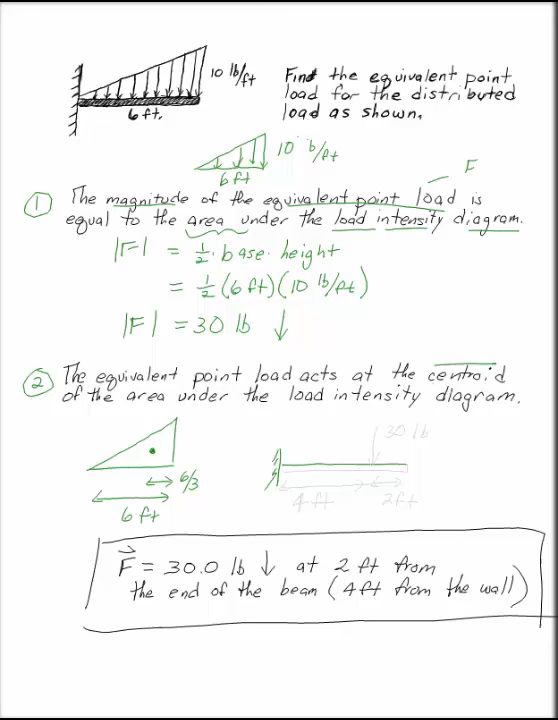 10 lb/ft
6 ft.
Find the equivalent point
load for the distributed
load as shown.
10 lb/ft
6 ft
F
① The magnitude of the equivalent point load is
equal to the area under the load intensity diagram.
|F| = 1/2 · base · height
= 1/2 (6 ft)(10 lb/ft)
|F| = 30 lb ↓
② The equivalent point load acts at the centroid
of the area under the load intensity diagram.
6/3
6 ft
30 lb
4 ft
2 ft
F⃗ = 30.0 lb ↓ at 2 ft from
the end of the beam (4 ft from the wall)